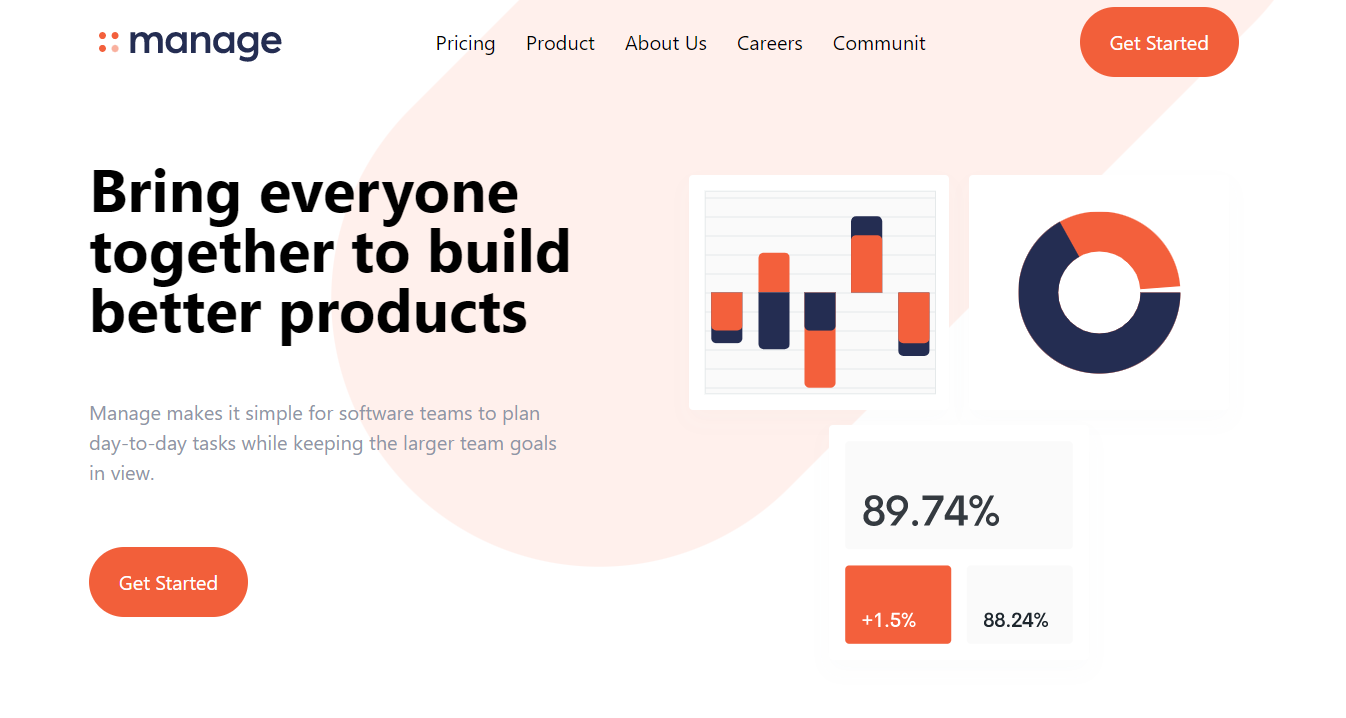 manage
Pricing
Product
About Us
Careers
Communit
Get Started
Bring everyone
together to build
better products
Manage makes it simple for software teams to plan
day-to-day tasks while keeping the larger team goals
in view.
Get Started
89.74%
+1.5%
88.24%